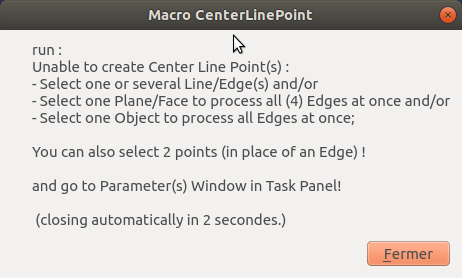 Macro CenterLinePoint
run :
Unable to create Center Line Point(s) :
- Select one or several Line/Edge(s) and/or
- Select one Plane/Face to process all (4) Edges at once and/or
- Select one Object to process all Edges at once;
You can also select 2 points (in place of an Edge) !
and go to Parameter(s) Window in Task Panel!
(closing automatically in 2 secondes.)
Fermer